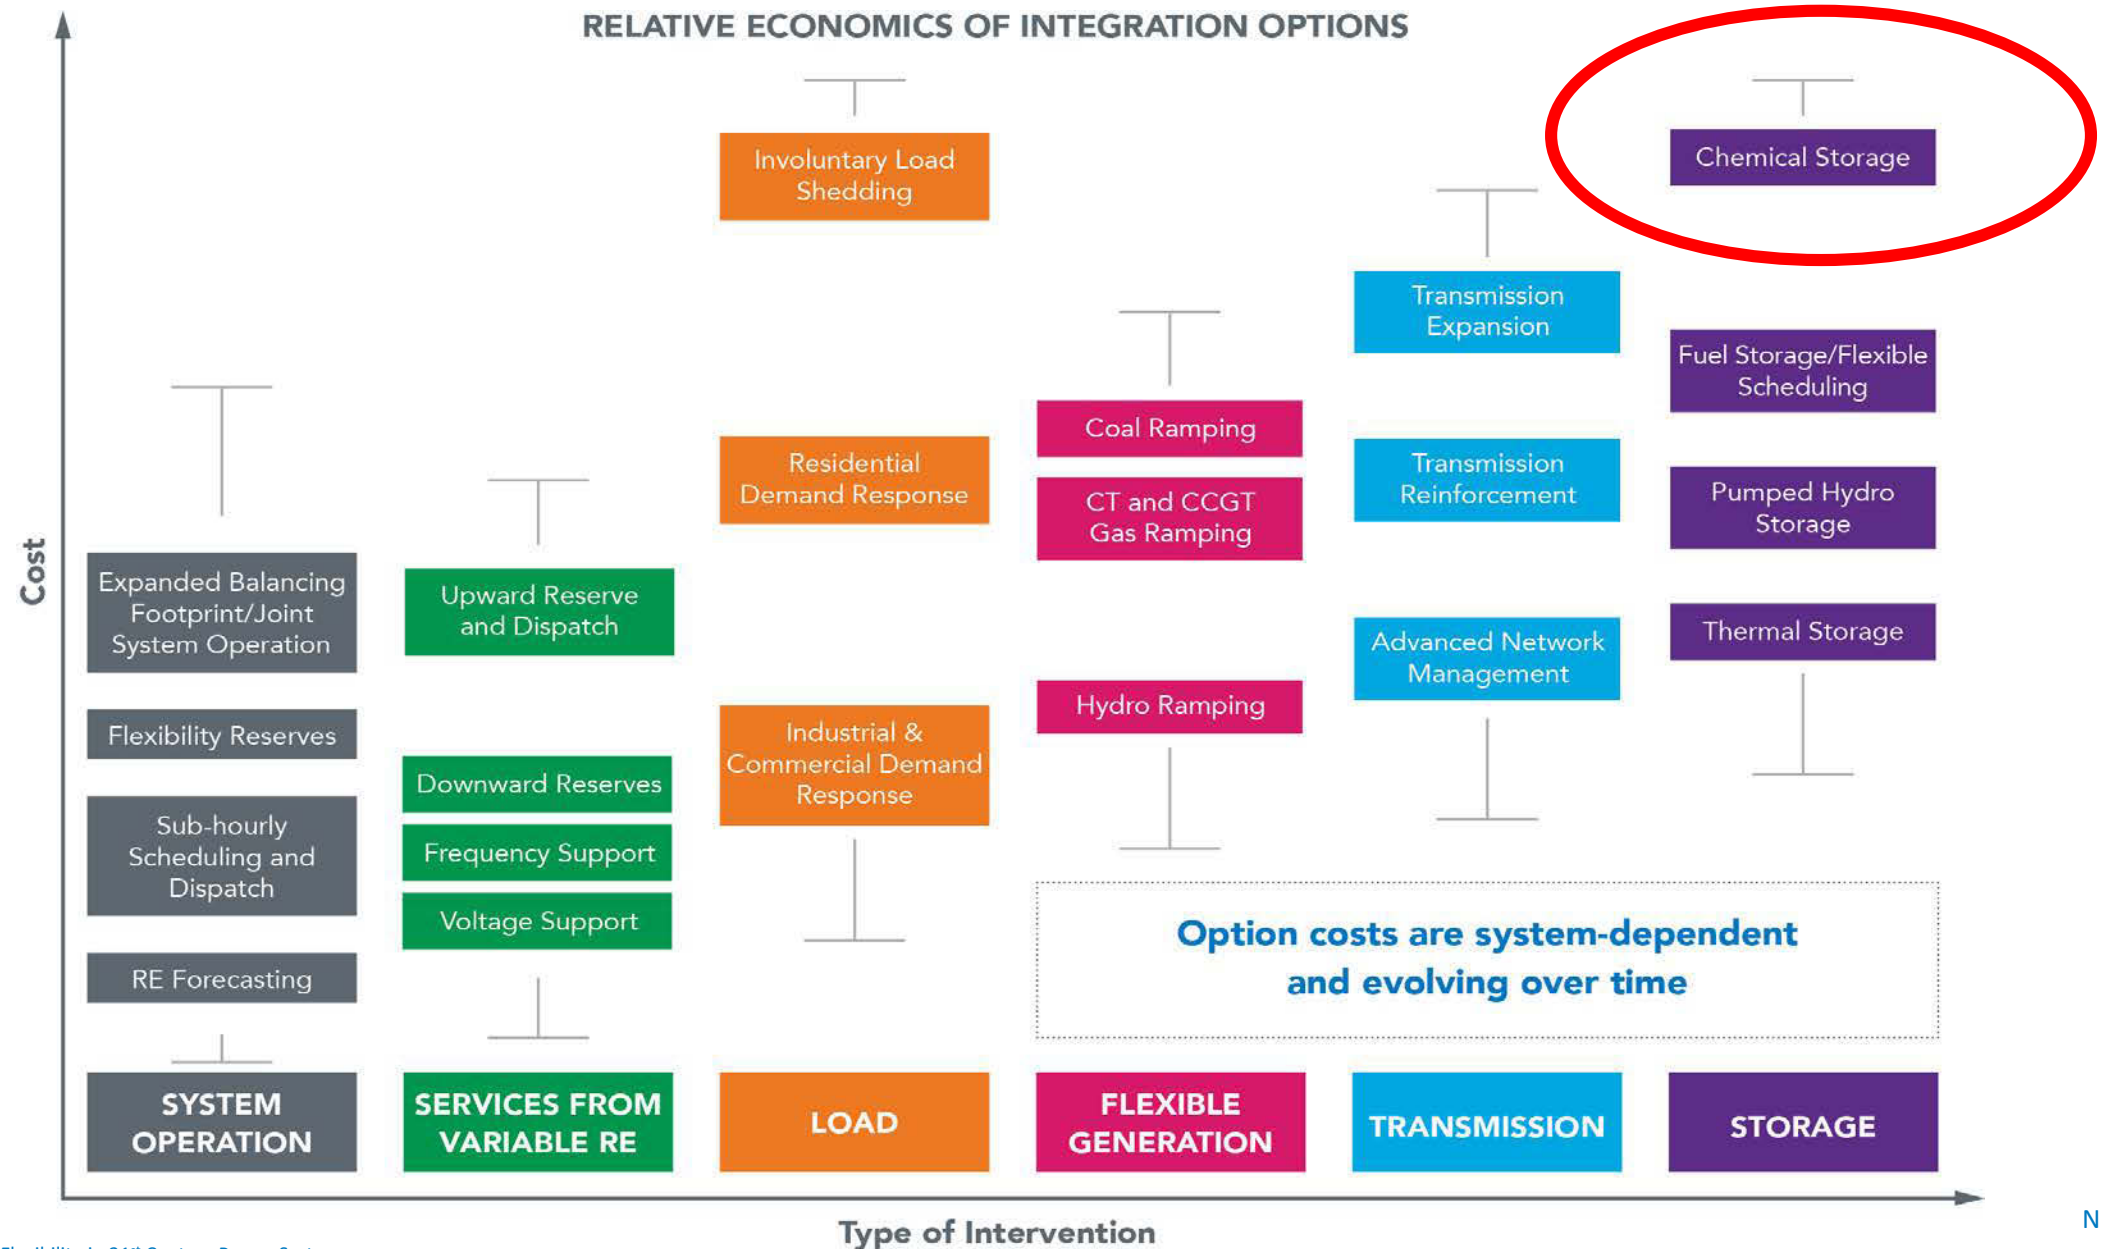 RELATIVE ECONOMICS OF INTEGRATION OPTIONS
Cost
Expanded Balancing
Footprint/Joint
System Operation
Flexibility Reserves
Sub-hourly
Scheduling and
Dispatch
RE Forecasting
SYSTEM
OPERATION
Upward Reserve
and Dispatch
Downward Reserves
Frequency Support
Voltage Support
SERVICES FROM
VARIABLE RE
Involuntary Load
Shedding
Residential
Demand Response
Industrial &
Commercial Demand
Response
LOAD
Coal Ramping
CT and CCGT
Gas Ramping
Hydro Ramping
FLEXIBLE
GENERATION
Transmission
Expansion
Transmission
Reinforcement
Advanced Network
Management
TRANSMISSION
Chemical Storage
Fuel Storage/Flexible
Scheduling
Pumped Hydro
Storage
Thermal Storage
STORAGE
Option costs are system-dependent
and evolving over time
Type of Intervention
N